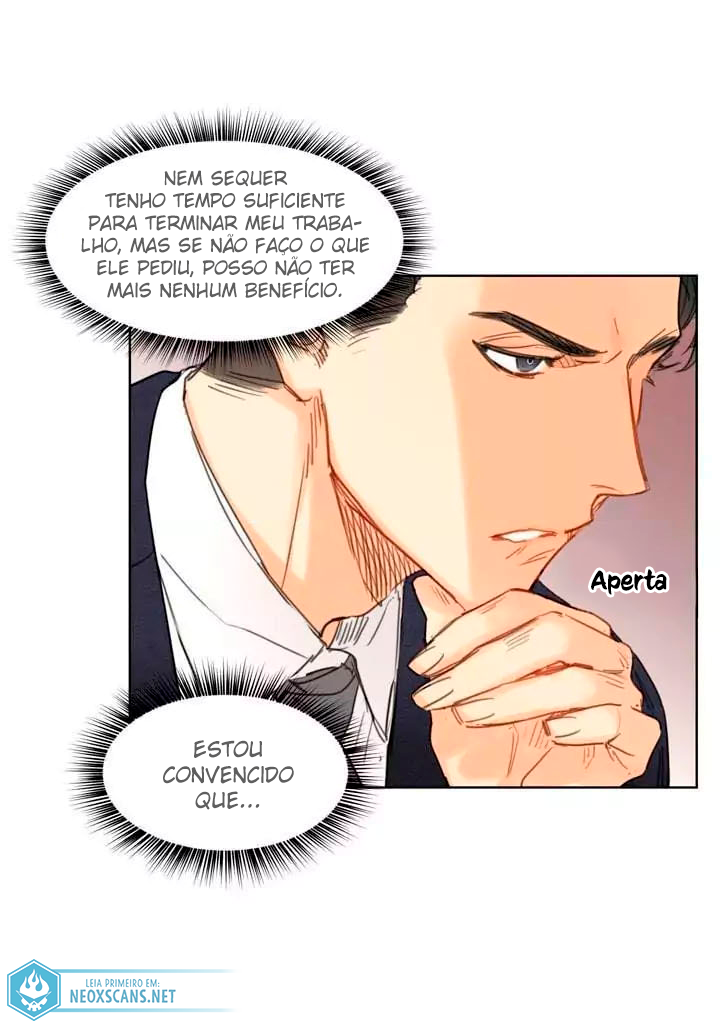 NEM SEQUER
TENHO TEMPO SUFICIENTE
PARA TERMINAR MEU TRABA-
LHO, MAS SE NÃO FAÇO O QUE
ELE PEDIU, POSSO NÃO TER
MAIS NENHUM BENEFÍCIO.
Aperta
ESTOU
CONVENCIDO
QUE...
LEIA PRIMEIRO EM:
NEOXSCANS.NET